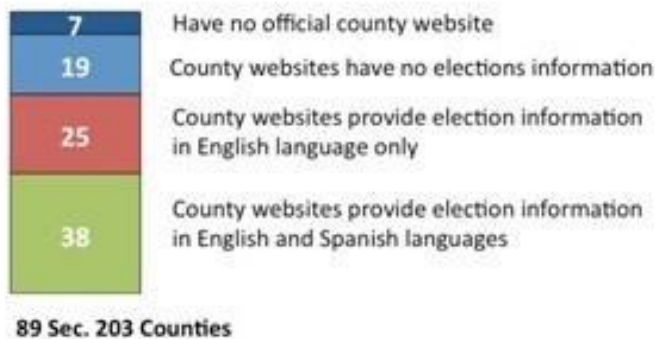 7 Have no official county website
19 County websites have no elections information
25 County websites provide election information
in English language only
38 County websites provide election information
in English and Spanish languages
89 Sec. 203 Counties